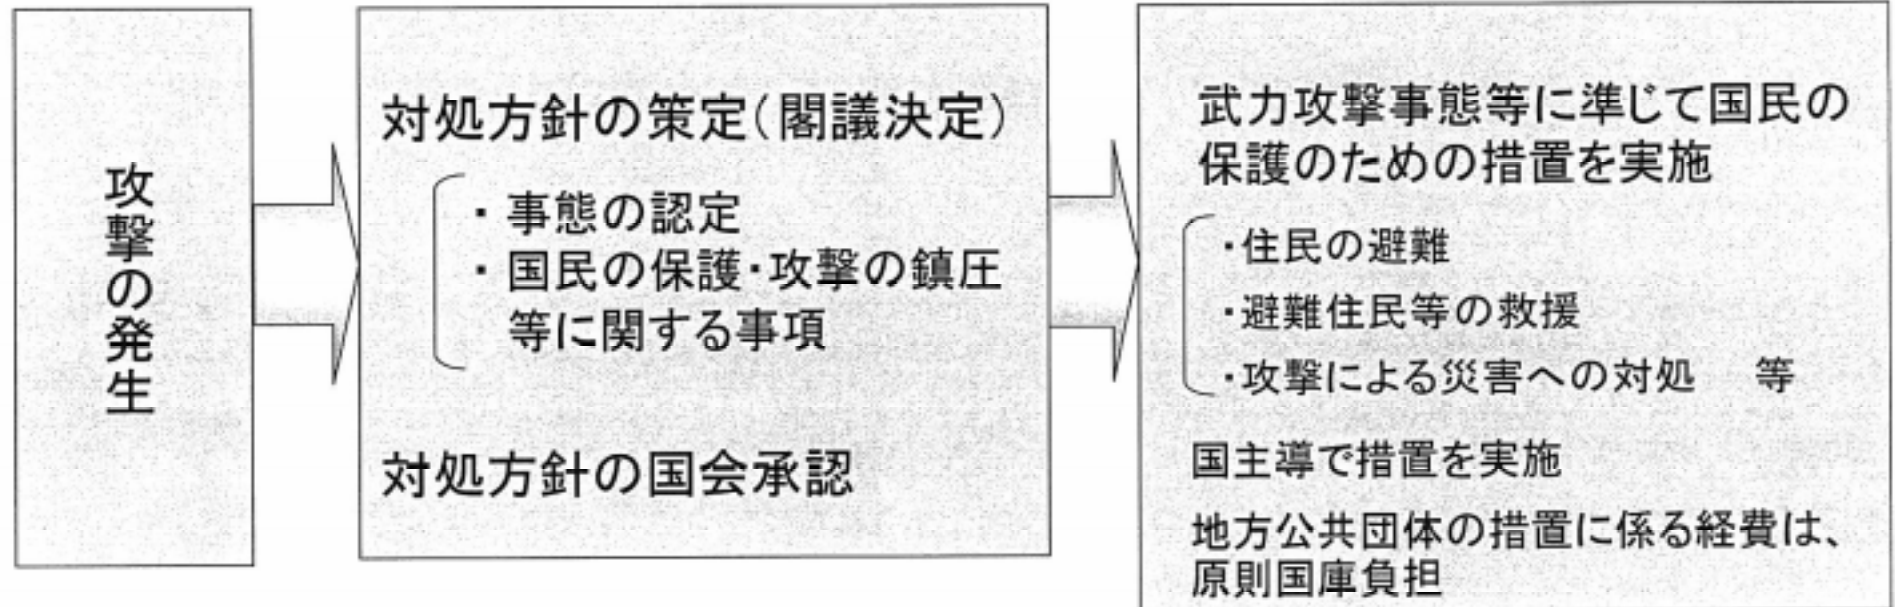 攻撃の発生
対処方針の策定(閣議決定)
・事態の認定
・国民の保護・攻撃の鎮圧
等に関する事項
対処方針の国会承認
武力攻撃事態等に準じて国民の
保護のための措置を実施
・住民の避難
・避難住民等の救援
・攻撃による災害への対処 等
国主導で措置を実施
地方公共団体の措置に係る経費は、
原則国庫負担